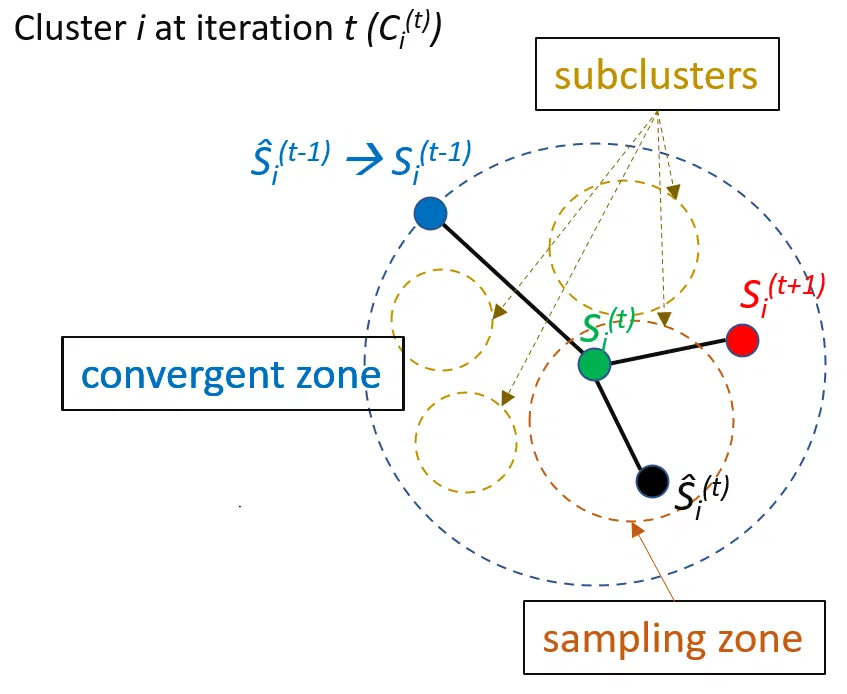 Cluster i at iteration t (Cᵢ⁽ᵗ⁾)
subclusters
Ŝᵢ⁽ᵗ⁻¹⁾ → Sᵢ⁽ᵗ⁻¹⁾
Sᵢ⁽ᵗ⁺¹⁾
Sᵢ⁽ᵗ⁾
convergent zone
Ŝᵢ⁽ᵗ⁾
sampling zone